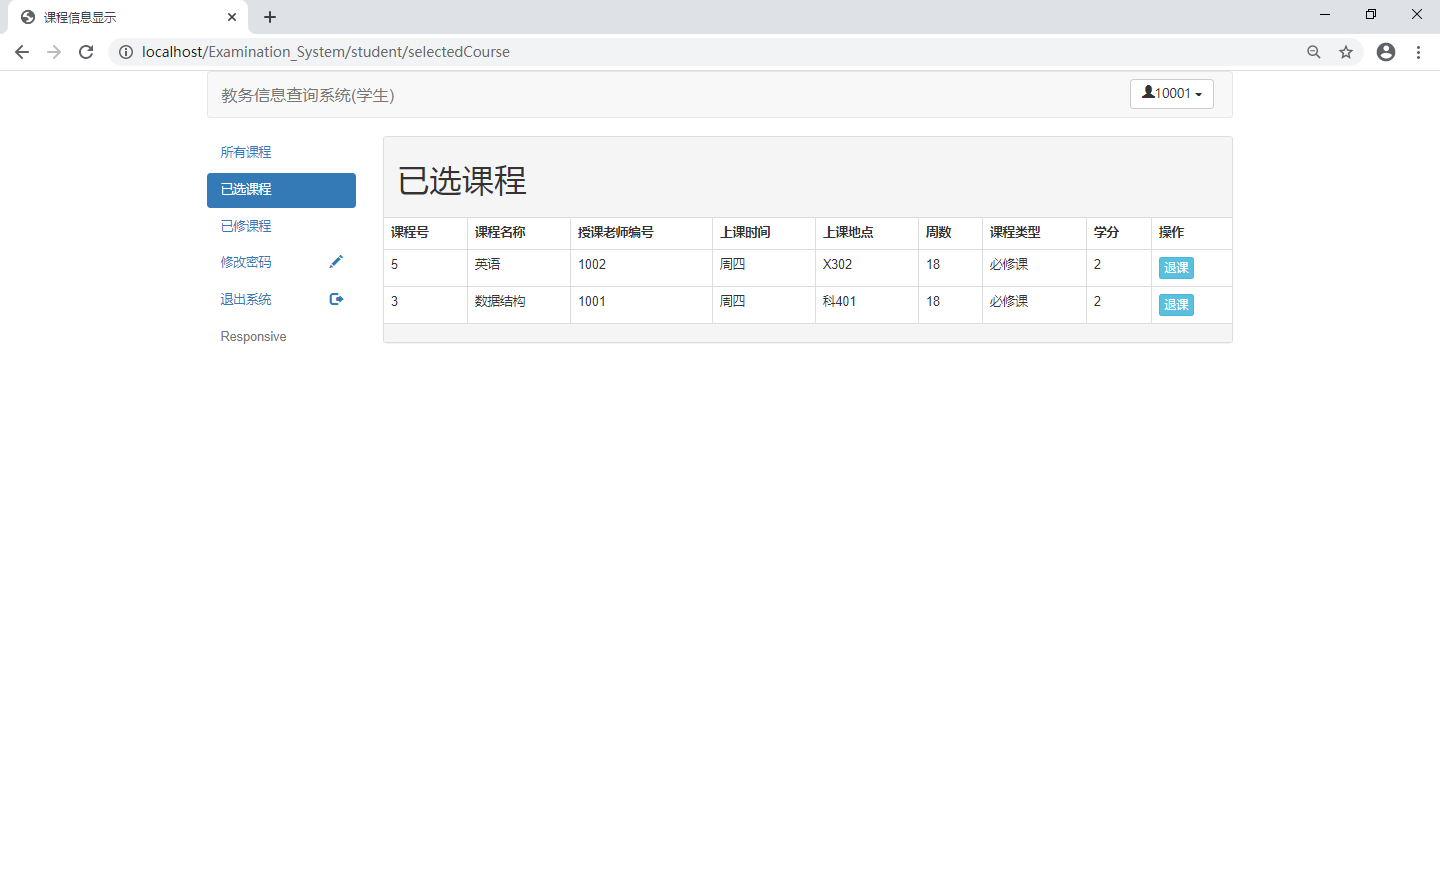 课程信息显示
localhost/Examination_System/student/selectedCourse
教务信息查询系统(学生)
10001
所有课程
已选课程
已修课程
修改密码
退出系统
Responsive
已选课程
课程号 课程名称 授课老师编号 上课时间 上课地点 周数 课程类型 学分 操作
5 英语 1002 周四 X302 18 必修课 2 退课
3 数据结构 1001 周四 科401 18 必修课 2 退课